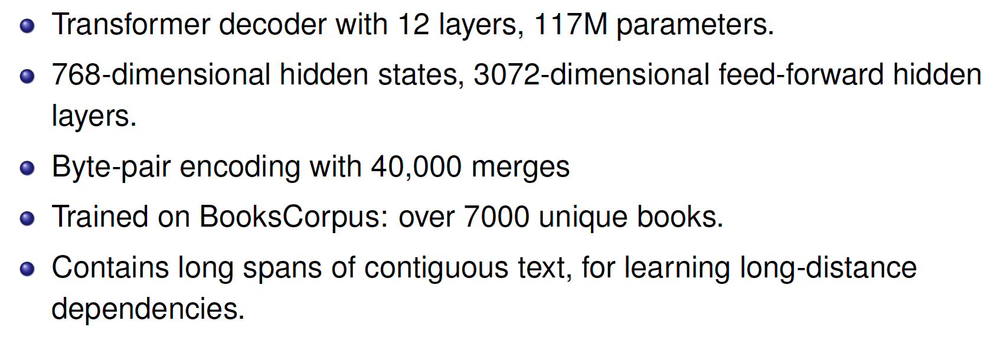 Transformer decoder with 12 layers, 117M parameters.
768-dimensional hidden states, 3072-dimensional feed-forward hidden
layers.
Byte-pair encoding with 40,000 merges
Trained on BooksCorpus: over 7000 unique books.
Contains long spans of contiguous text, for learning long-distance
dependencies.